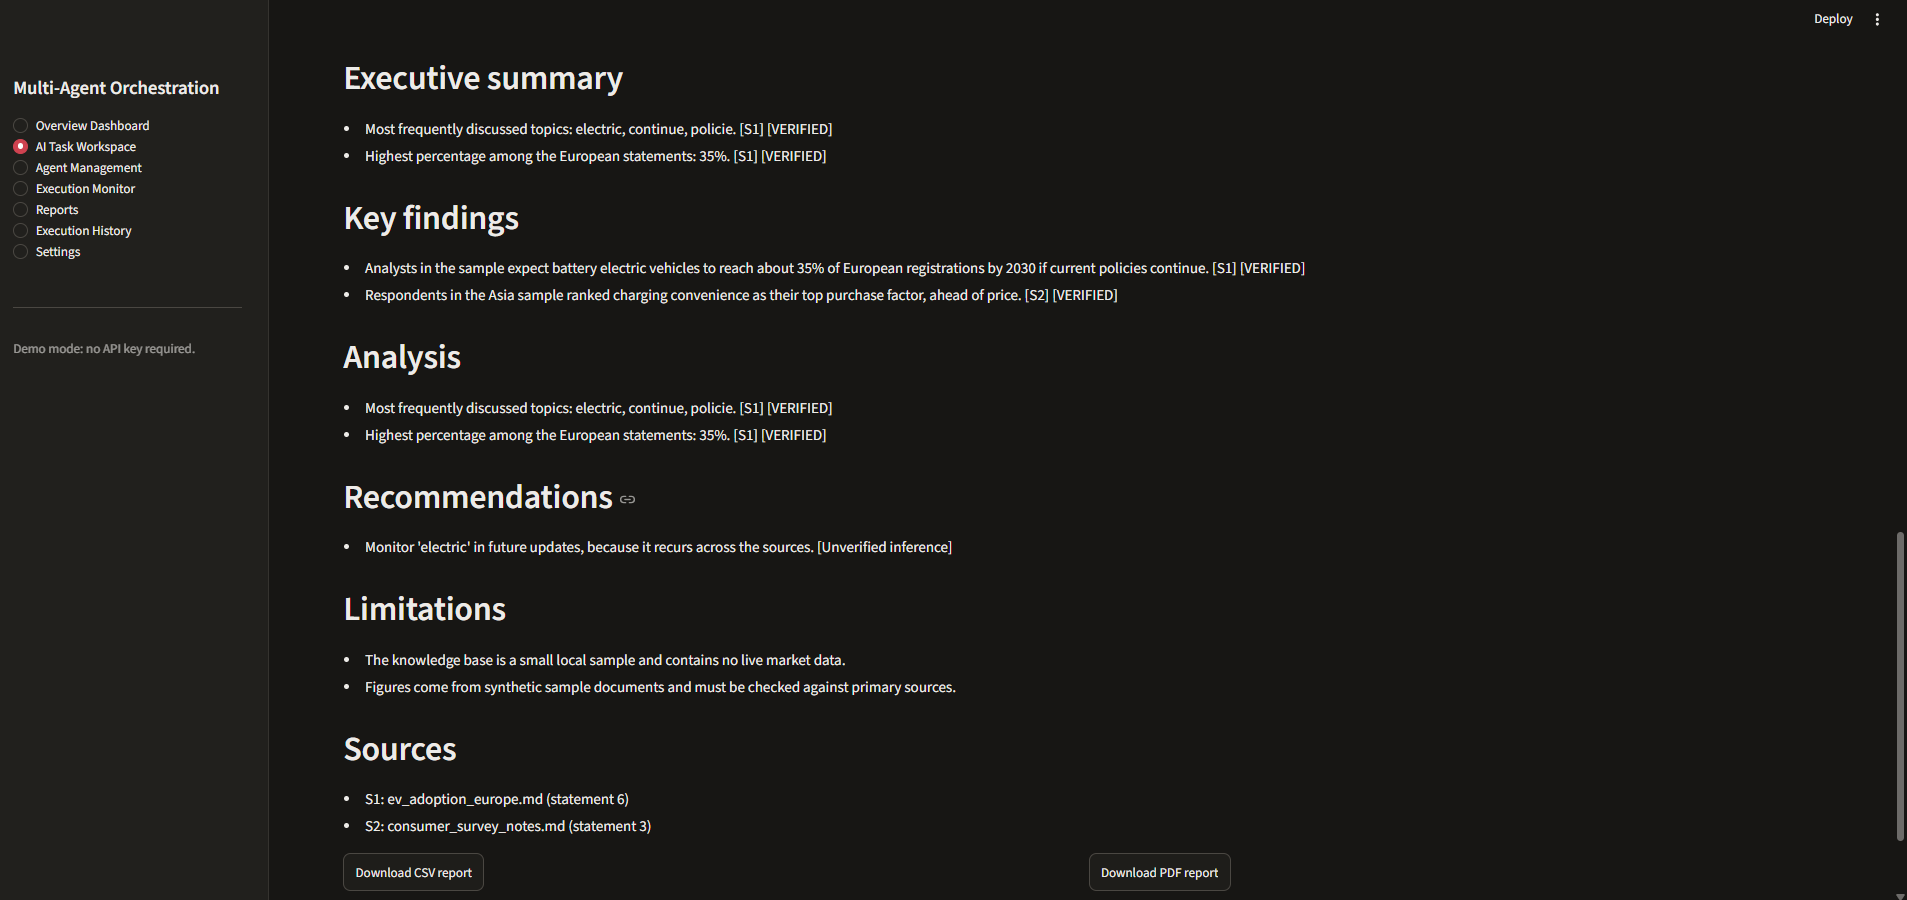 Deploy
Multi-Agent Orchestration
Overview Dashboard
AI Task Workspace
Agent Management
Execution Monitor
Reports
Execution History
Settings
Demo mode: no API key required.
Executive summary
Most frequently discussed topics: electric, continue, policie. [S1] [VERIFIED]
Highest percentage among the European statements: 35%. [S1] [VERIFIED]
Key findings
Analysts in the sample expect battery electric vehicles to reach about 35% of European registrations by 2030 if current policies continue. [S1] [VERIFIED]
Respondents in the Asia sample ranked charging convenience as their top purchase factor, ahead of price. [S2] [VERIFIED]
Analysis
Most frequently discussed topics: electric, continue, policie. [S1] [VERIFIED]
Highest percentage among the European statements: 35%. [S1] [VERIFIED]
Recommendations
Monitor 'electric' in future updates, because it recurs across the sources. [Unverified inference]
Limitations
The knowledge base is a small local sample and contains no live market data.
Figures come from synthetic sample documents and must be checked against primary sources.
Sources
S1: ev_adoption_europe.md (statement 6)
S2: consumer_survey_notes.md (statement 3)
Download CSV report
Download PDF report